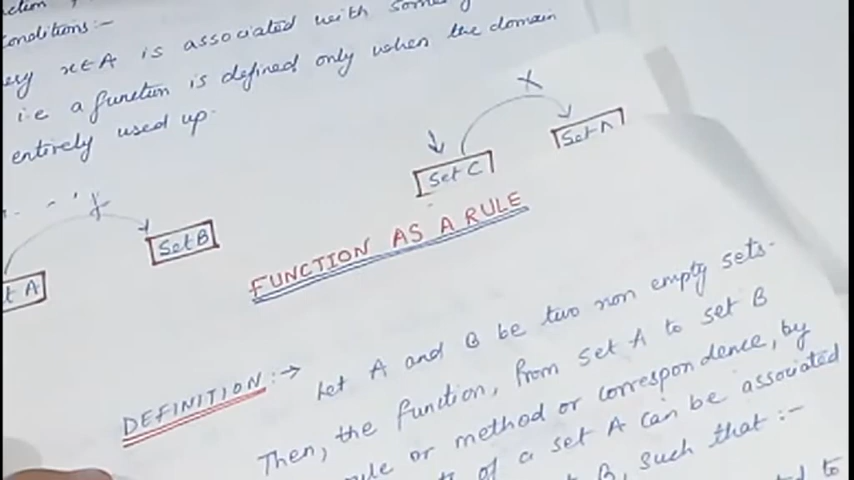 Conditions:-
x∈A is associated with
i.e a function is defined only when the domain
entirely used up.
Set C
Set A
Set B
A
FUNCTION AS A RULE
DEFINITION :→ Let A and B be two non empty sets.
Then, the function, from set A to set B
or method or correspondence, by
of a set A can be associated
B, such that :-
to